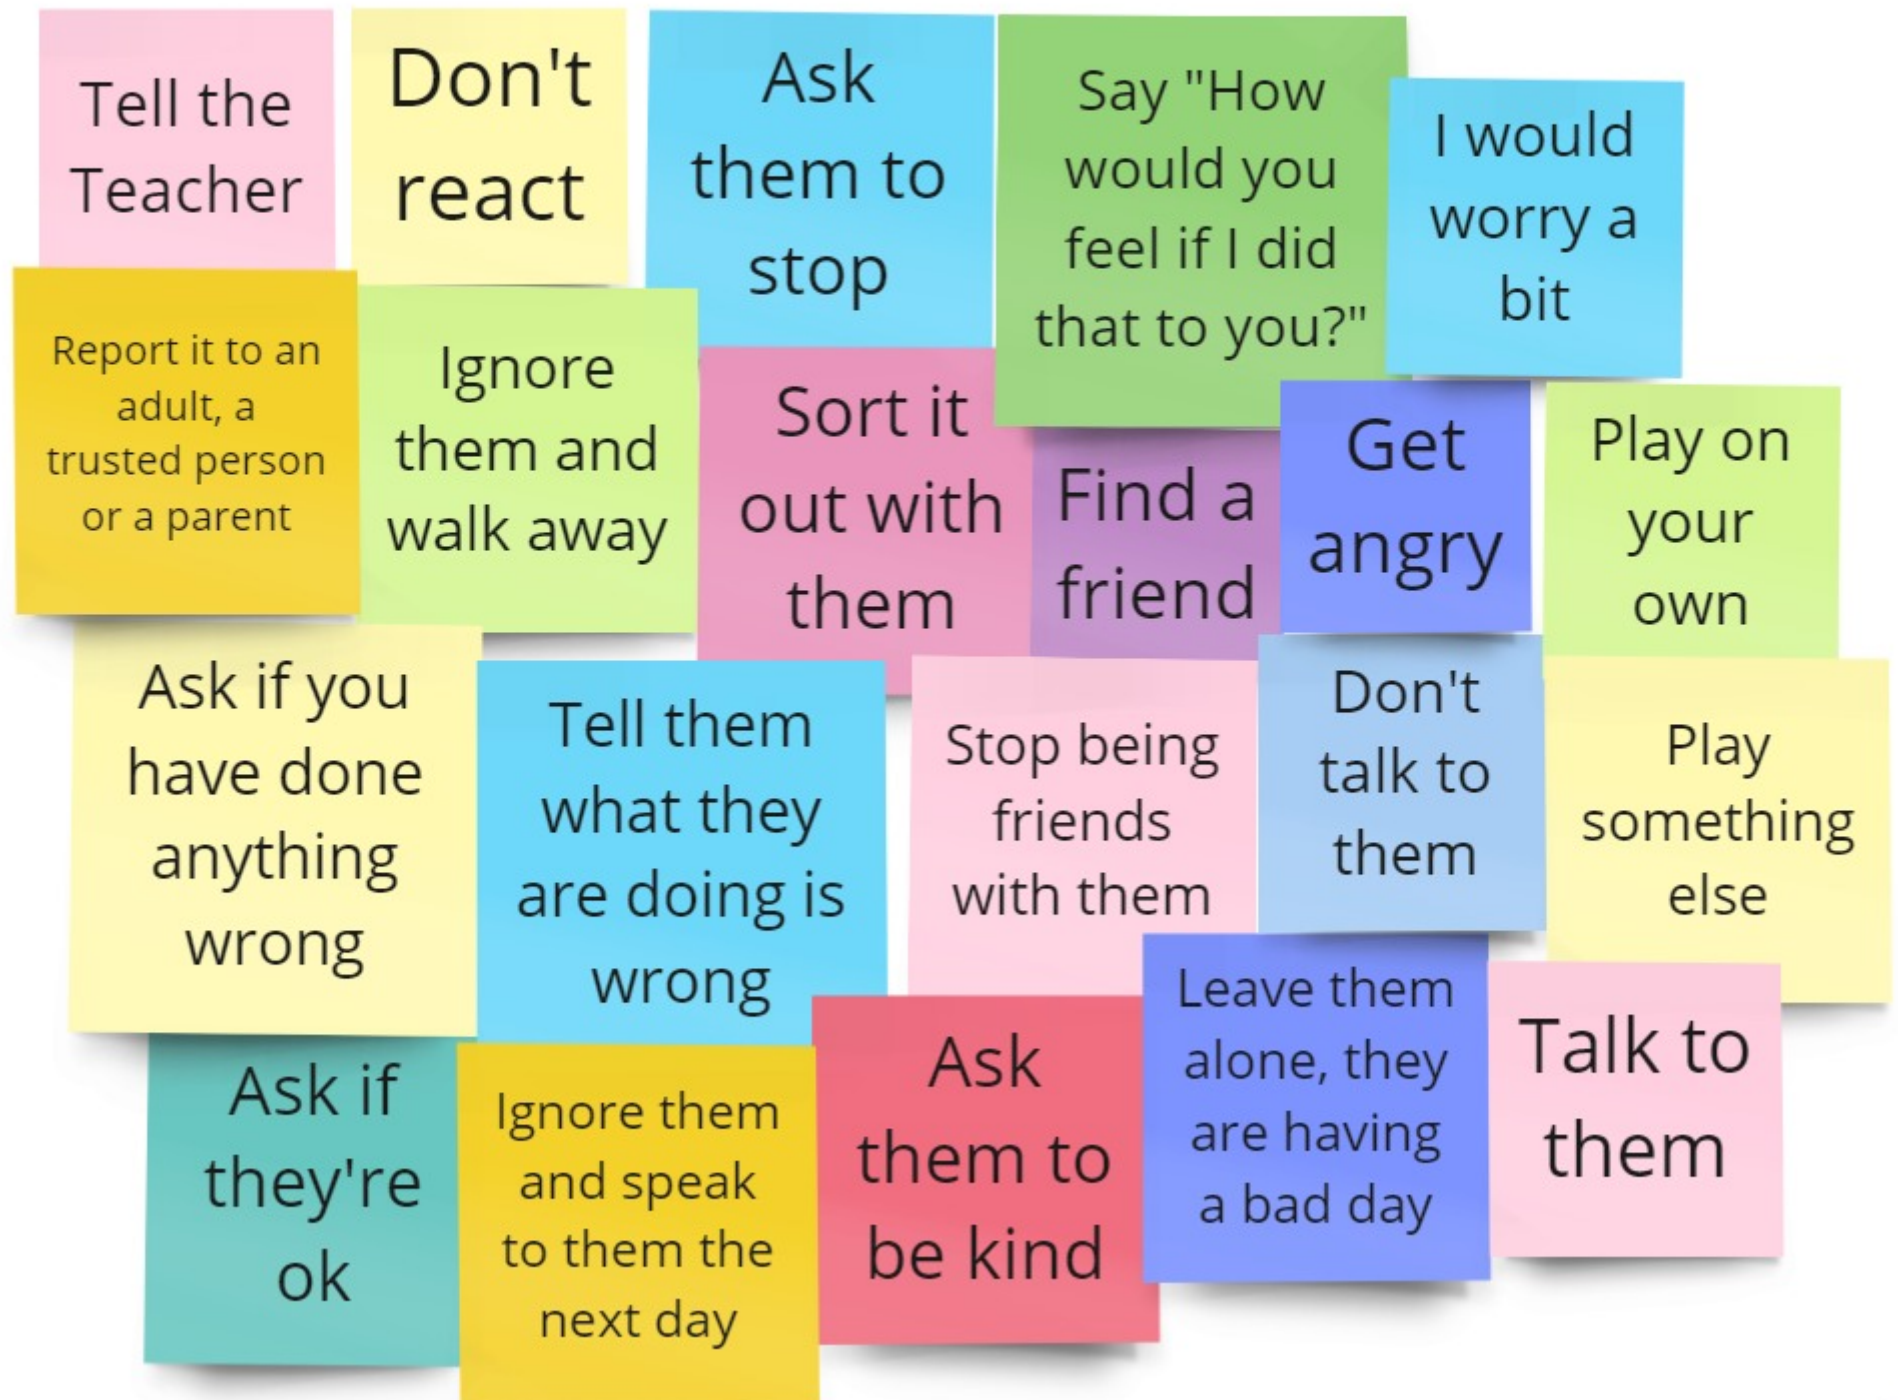 Tell the
Teacher
Don't
react
Ask
them to
stop
Say "How
would you
feel if I did
that to you?"
I would
worry a
bit
Report it to an
adult, a
trusted person
or a parent
Ignore
them and
walk away
Sort it
out with
them
Find a
friend
Get
angry
Play on
your
own
Ask if you
have done
anything
wrong
Tell them
what they
are doing is
wrong
Stop being
friends
with them
Don't
talk to
them
Play
something
else
Ask if
they're
ok
Ignore them
and speak
to them the
next day
Ask
them to
be kind
Leave them
alone, they
are having
a bad day
Talk to
them